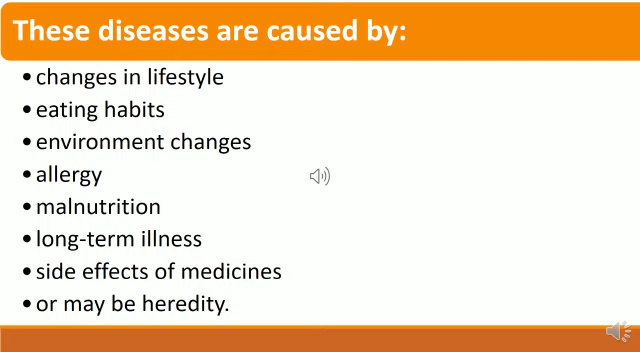 These diseases are caused by:
•changes in lifestyle
•eating habits
•environment changes
•allergy
•malnutrition
•long-term illness
•side effects of medicines
•or may be heredity.